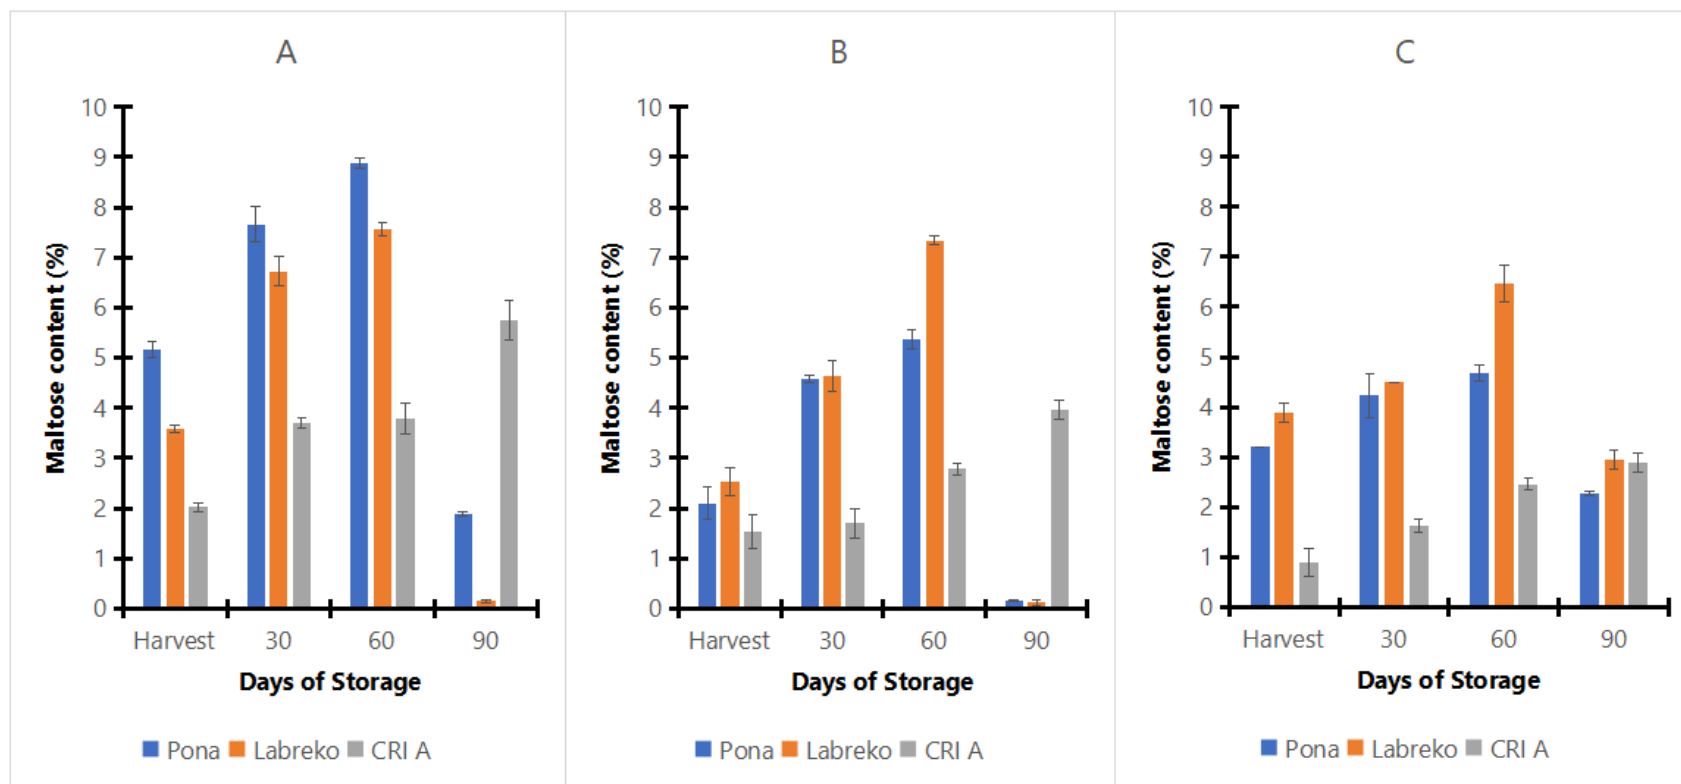 A
10
9
8
7
6
5
4
3
2
1
0
Maltose content (%)
Harvest 30 60 90
Days of Storage
Pona Labreko CRI A
B
10
9
8
7
6
5
4
3
2
1
0
Maltose content (%)
Harvest 30 60 90
Days of Storage
Pona Labreko CRI A
C
10
9
8
7
6
5
4
3
2
1
0
Maltose content (%)
Harvest 30 60 90
Days of Storage
Pona Labreko CRI A